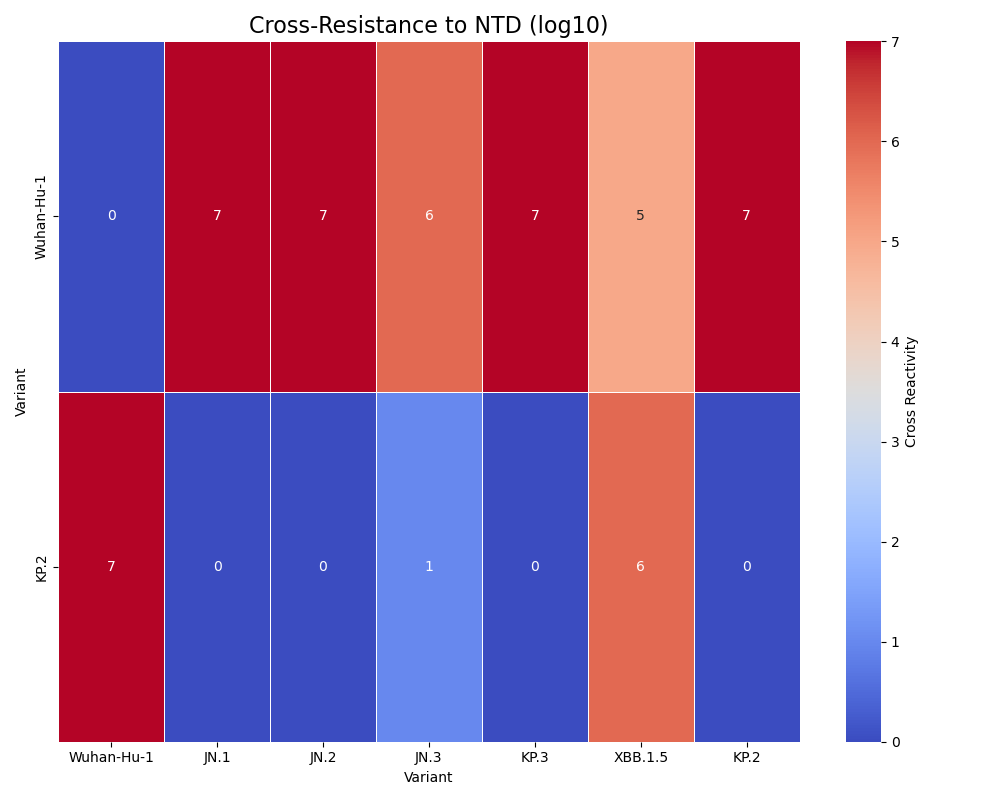 Cross-Resistance to NTD (log10)
Wuhan-Hu-1
0 7 7 6 7 5 7
Variant
KP.2
7 0 0 1 0 6 0
Wuhan-Hu-1 JN.1 JN.2 JN.3 KP.3 XBB.1.5 KP.2
Variant
7
6
5
4
3
2
1
0
Cross Reactivity